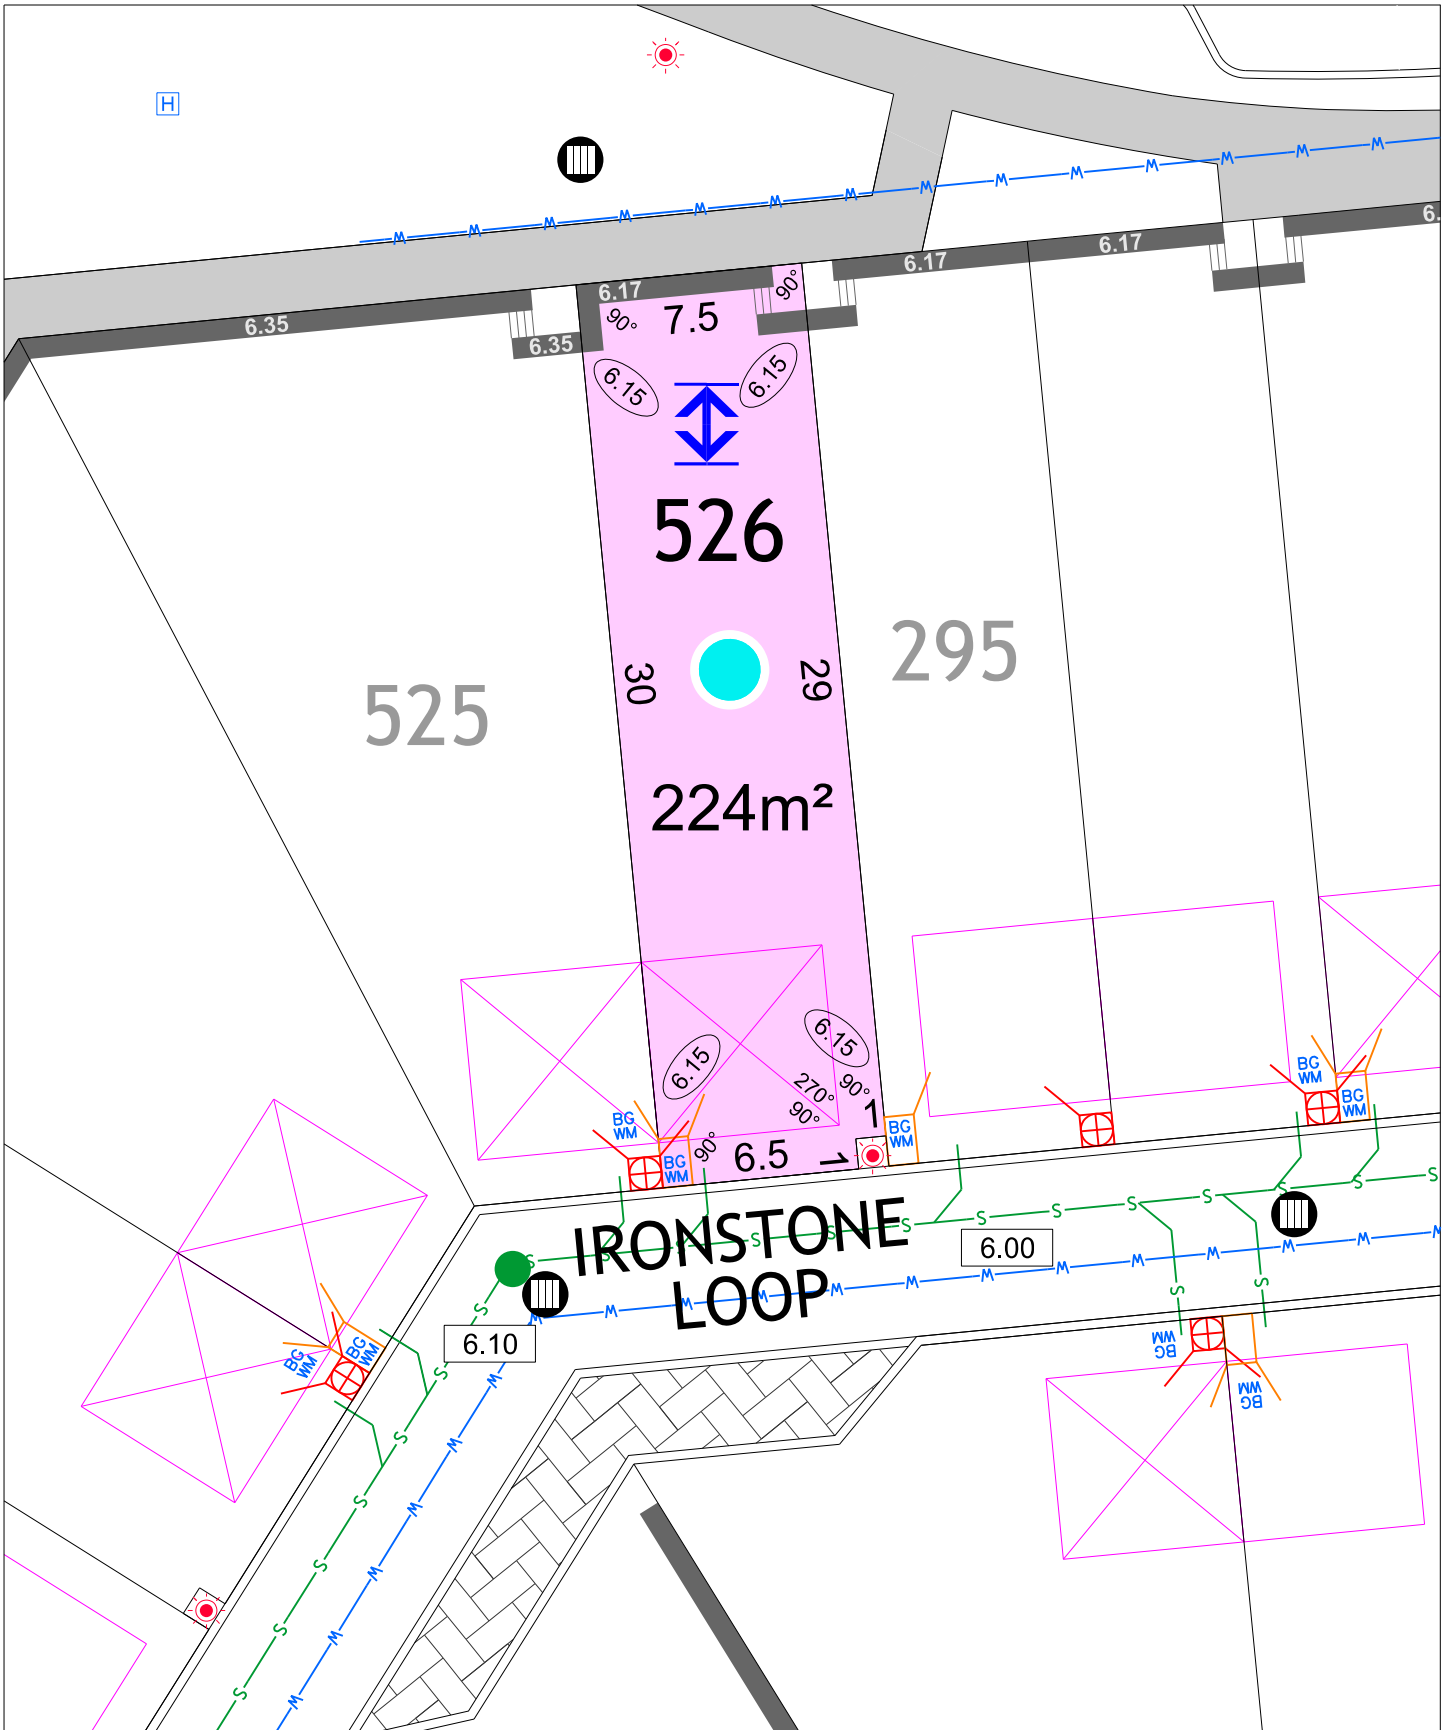 H
W W W W W W W W W W W W W W
6.
6.17
6.17
6.17
6.35
6.35
90°
90°
7.5
6.15
6.15
526
295
525
30
29
224m²
6.15
6.15
270°
90°
90°
1
90°
6.5
1
BG
WM
BG
WM
BG
WM
BG
WM
BG
WM
IRONSTONE
LOOP
6.00
6.10
S S S S S S S S S S S S S
W W W W W W W W W W W W
S S
BG
WM
BG
WM
BG
WM
BG
WM
S S S S S S S
W W W W W W